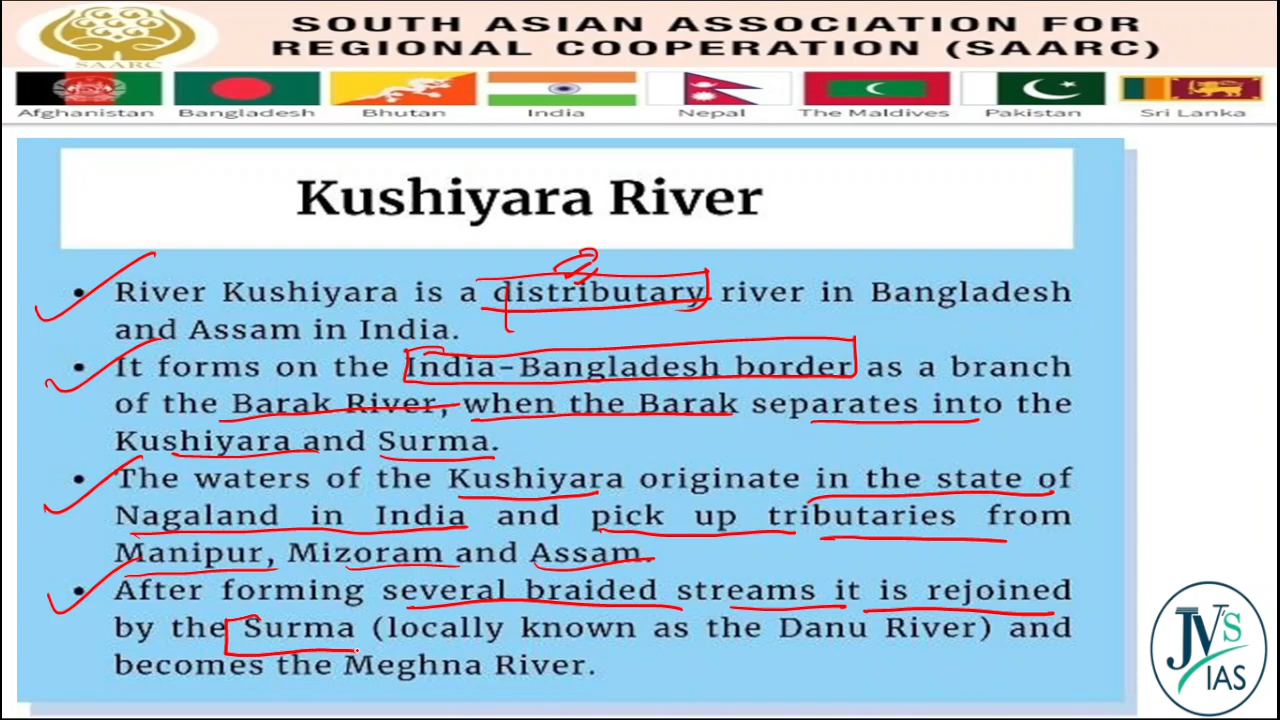 SOUTH ASIAN ASSOCIATION FOR
REGIONAL COOPERATION (SAARC)
SAARC
Afghanistan Bangladesh Bhutan India Nepal The Maldives Pakistan Sri Lanka
Kushiyara River
• River Kushiyara is a distributary river in Bangladesh
and Assam in India.
• It forms on the India-Bangladesh border as a branch
of the Barak River, when the Barak separates into the
Kushiyara and Surma.
• The waters of the Kushiyara originate in the state of
Nagaland in India and pick up tributaries from
Manipur, Mizoram and Assam.
• After forming several braided streams it is rejoined
by the Surma (locally known as the Danu River) and
becomes the Meghna River.
JV'S
IAS